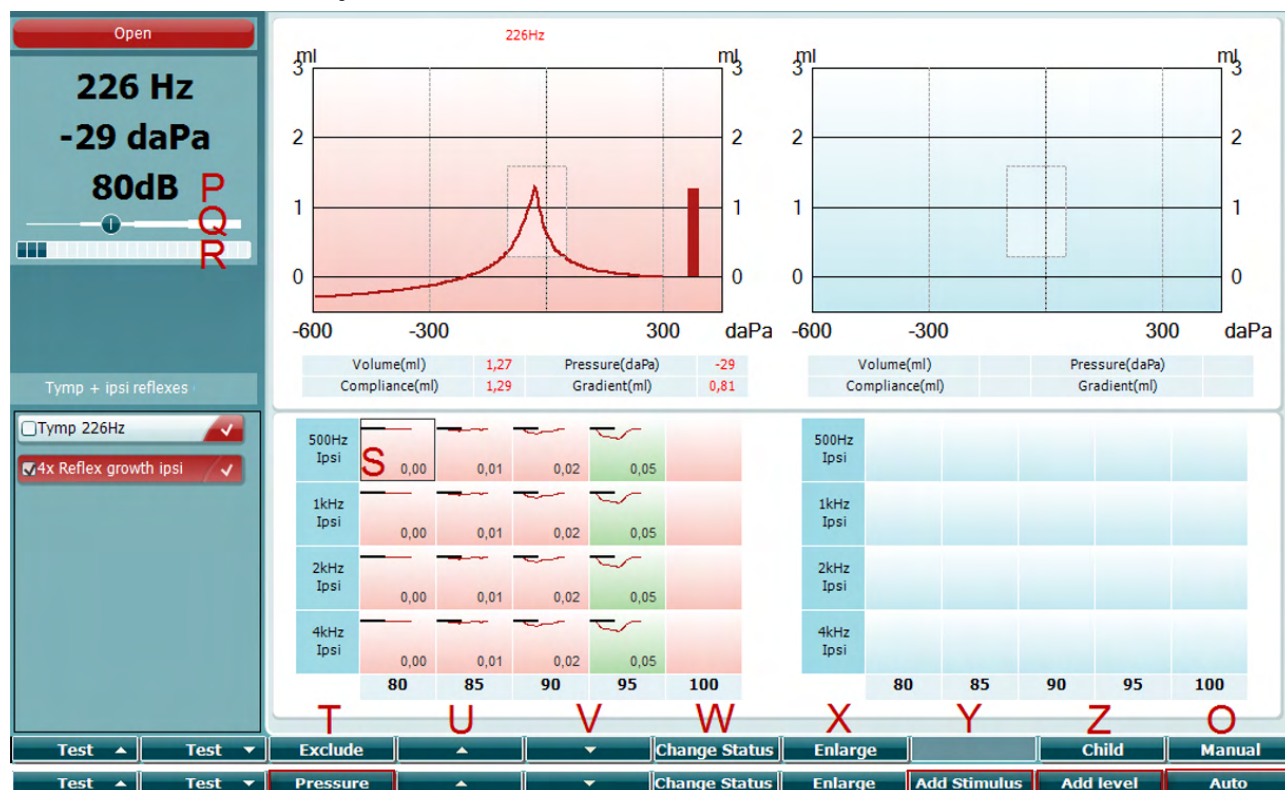 Open
226 Hz
-29 daPa
80dB P
Q
R
Tymp + ipsi reflexes
Tymp 226Hz
4x Reflex growth ipsi
226Hz
ml ml
3 3
2 2
1 1
0 0
-600 -300 300 daPa
Volume(ml) 1,27 Pressure(daPa) -29
Compliance(ml) 1,29 Gradient(ml) 0,81
ml ml
3 3
2 2
1 1
0 0
-600 -300 300 daPa
Volume(ml) Pressure(daPa)
Compliance(ml) Gradient(ml)
500Hz
Ipsi S 0,00 0,01 0,02 0,05
1kHz
Ipsi 0,00 0,01 0,02 0,05
2kHz
Ipsi 0,00 0,01 0,02 0,05
4kHz
Ipsi 0,00 0,01 0,02 0,05
80 85 90 95 100
500Hz
Ipsi
1kHz
Ipsi
2kHz
Ipsi
4kHz
Ipsi
80 85 90 95 100
T U V W X Y Z O
Test ▲ Test ▼ Exclude ▲ ▼ Change Status Enlarge Child Manual
Test ▲ Test ▼ Pressure ▲ ▼ Change Status Enlarge Add Stimulus Add level Auto